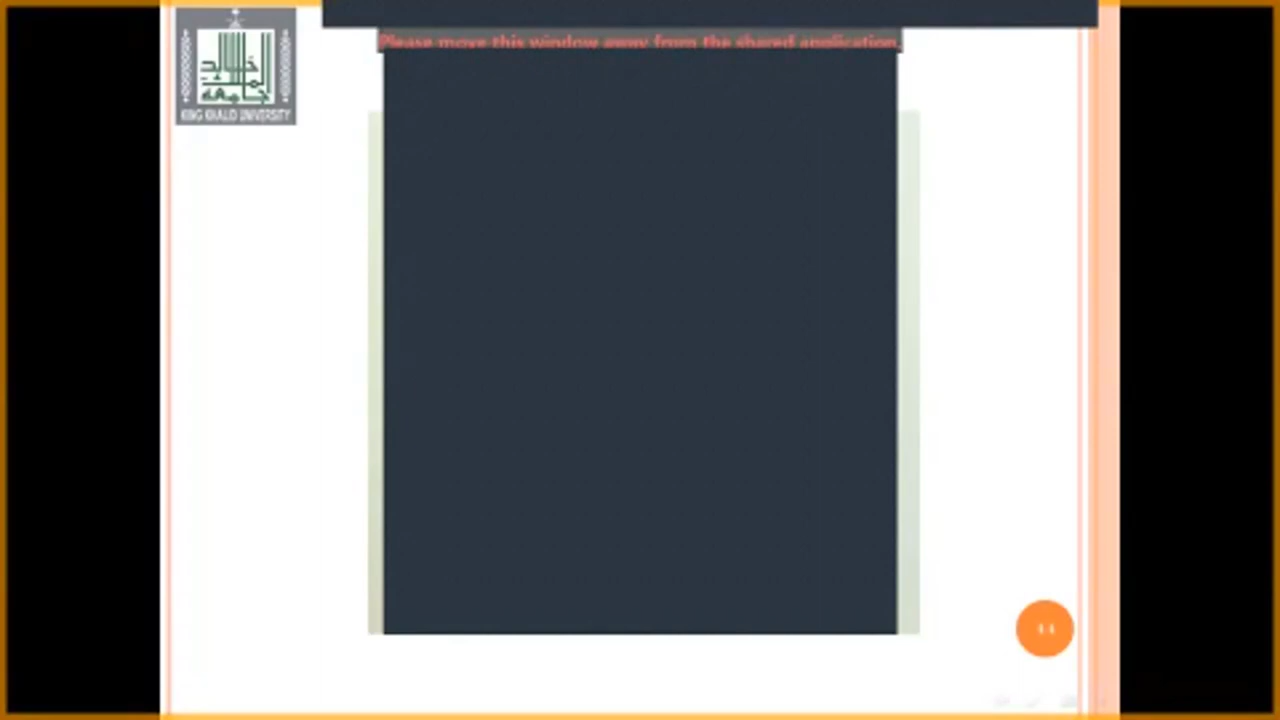 Please move this window away from the shared application.
جامعة
الملك
خالد
KING KHALID UNIVERSITY